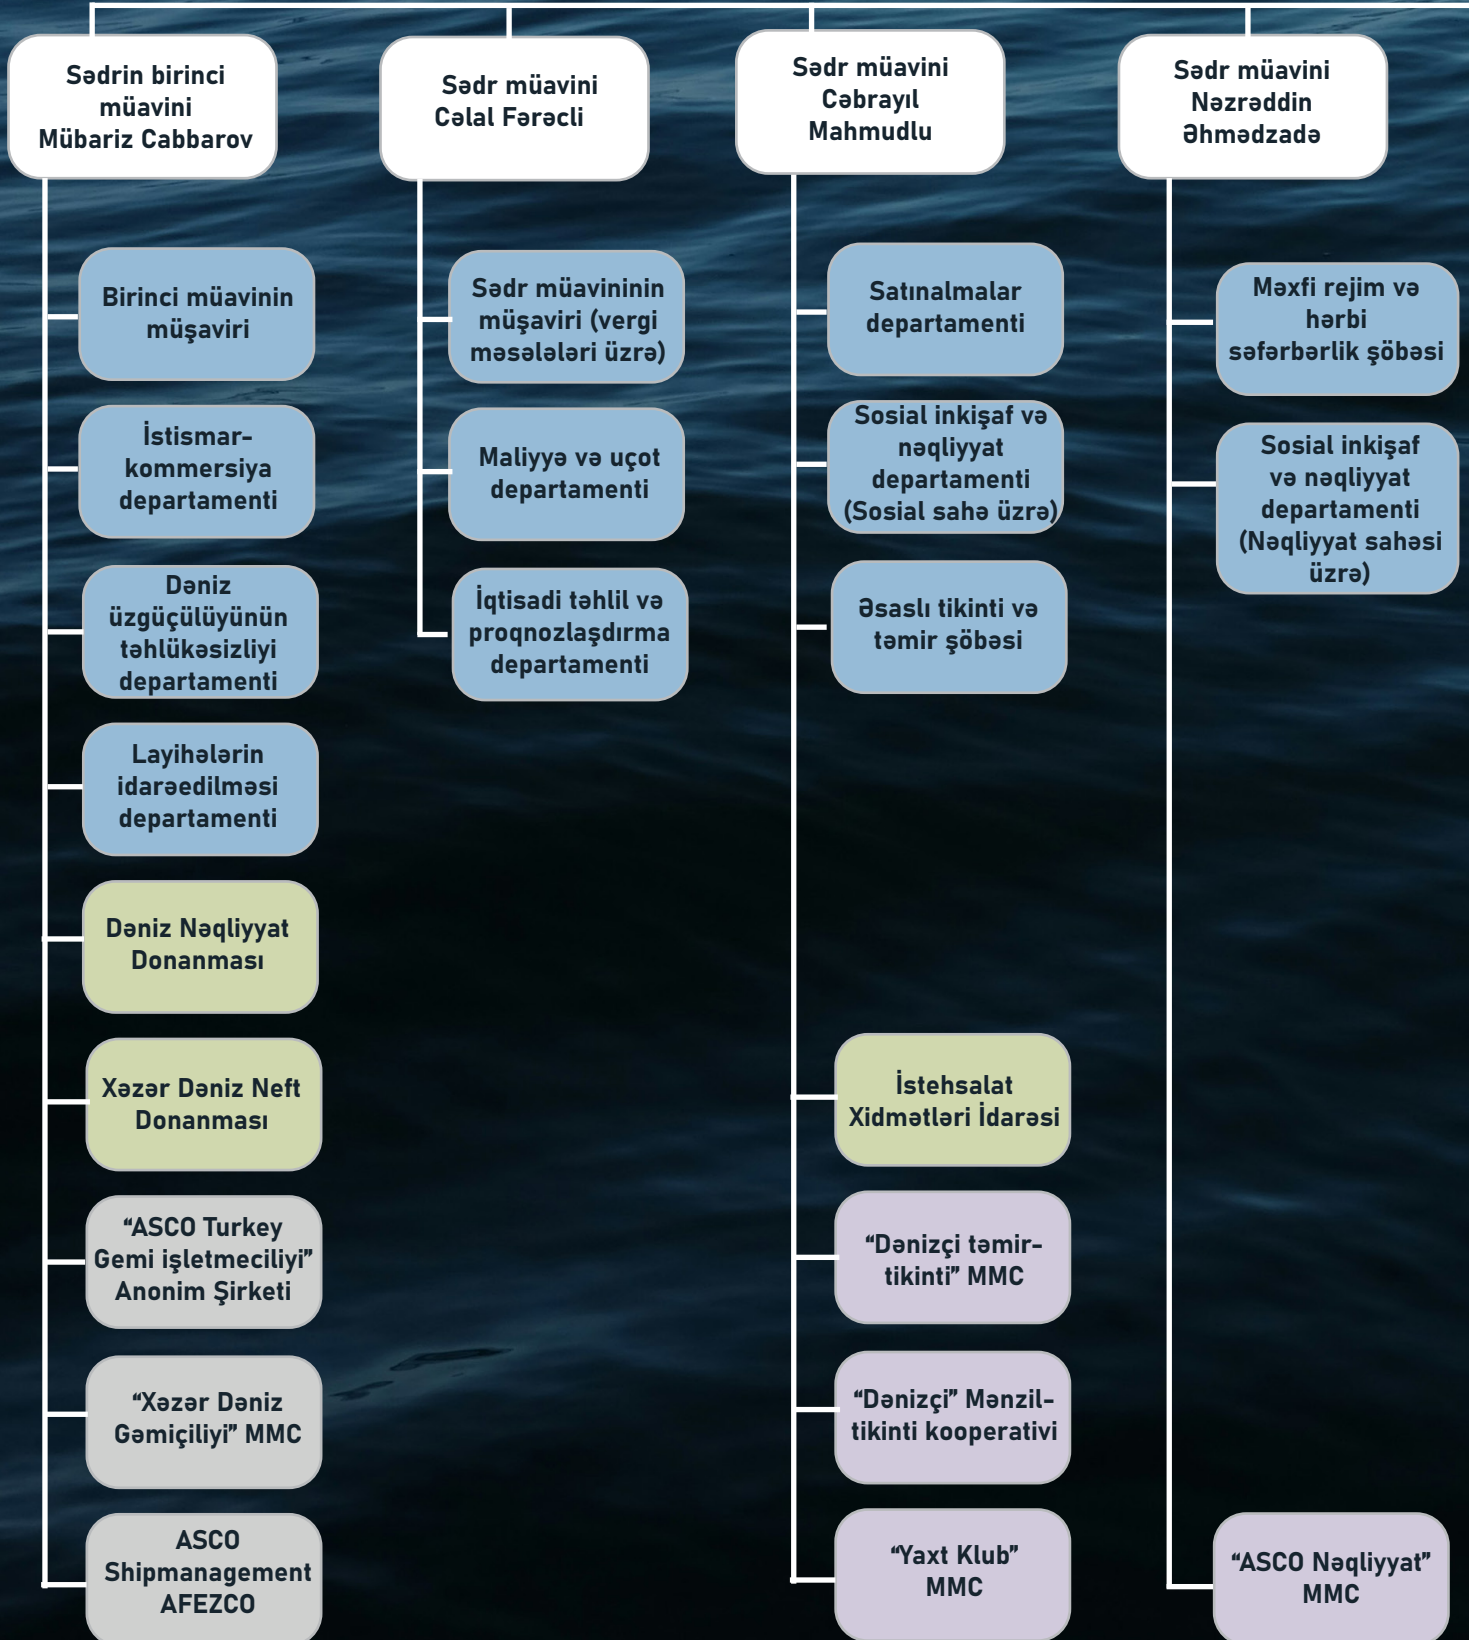 Sədrin birinci
müavini
Mübariz Cabbarov
Birinci müavinin
müşaviri
İstismar-
kommersiya
departamenti
Dəniz
üzgüçülüyünün
təhlükəsizliyi
departamenti
Layihələrin
idarəedilməsi
departamenti
Dəniz Nəqliyyat
Donanması
Xəzər Dəniz Neft
Donanması
“ASCO Turkey
Gemi işletmeciliyi”
Anonim Şirketi
“Xəzər Dəniz
Gəmiçiliyi” MMC
ASCO
Shipmanagement
AFEZCO
Sədr müavini
Cəlal Fərəcli
Sədr müavininin
müşaviri (vergi
məsələləri üzrə)
Maliyyə və uçot
departamenti
İqtisadi təhlil və
proqnozlaşdırma
departamenti
Sədr müavini
Cəbrayıl
Mahmudlu
Satınalmalar
departamenti
Sosial inkişaf və
nəqliyyat
departamenti
(Sosial sahə üzrə)
Əsaslı tikinti və
təmir şöbəsi
İstehsalat
Xidmətləri İdarəsi
“Dənizçi təmir-
tikinti” MMC
“Dənizçi” Mənzil-
tikinti kooperativi
“Yaxt Klub”
MMC
Sədr müavini
Nəzrəddin
Əhmədzadə
Məxfi rejim və
hərbi
səfərbərlik şöbəsi
Sosial inkişaf
və nəqliyyat
departamenti
(Nəqliyyat sahəsi
üzrə)
“ASCO Nəqliyyat”
MMC